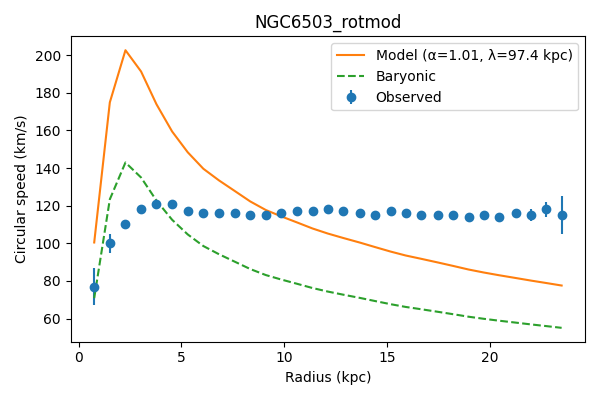 NGC6503_rotmod
Model (α=1.01, λ=97.4 kpc)
Baryonic
Observed
Circular speed (km/s)
200
180
160
140
120
100
80
60
0
5
10
15
20
Radius (kpc)